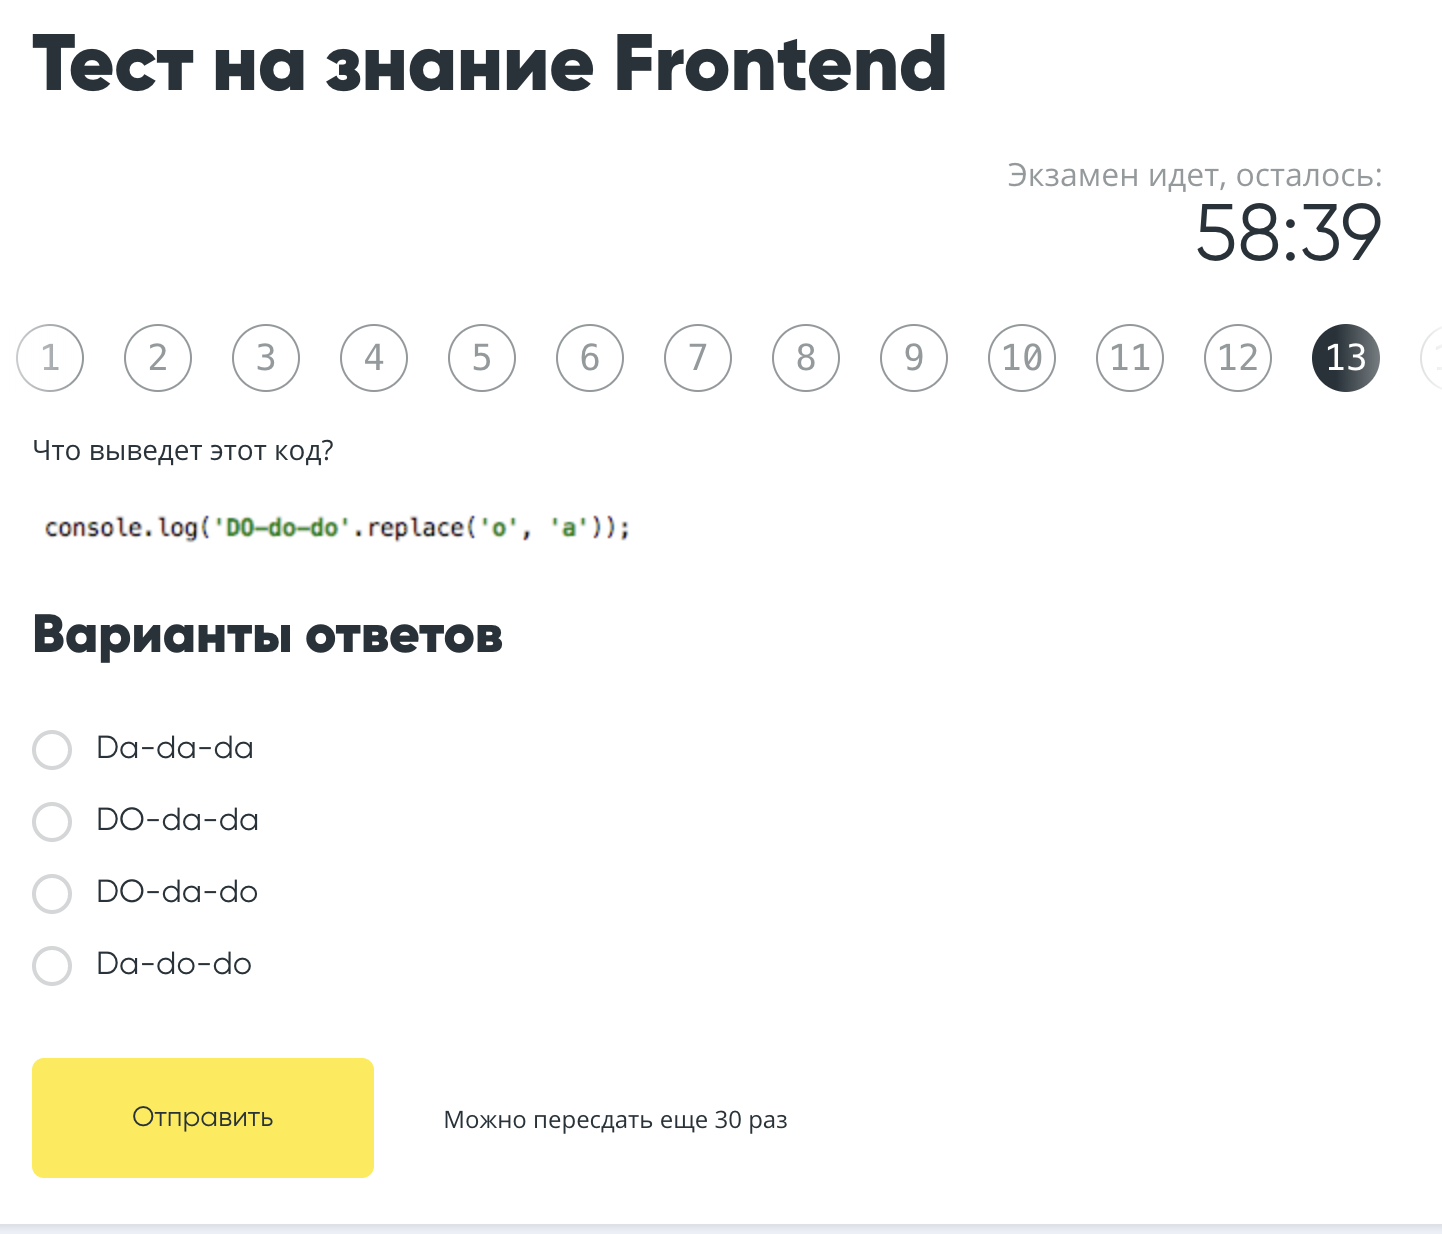 Тест на знание Frontend
Экзамен идет, осталось:
58:39
1 2 3 4 5 6 7 8 9 10 11 12 13
Что выведет этот код?
console.log('DO-do-do'.replace('o', 'a'));
Варианты ответов
Da-da-da
DO-da-da
DO-da-do
Da-do-do
Отправить
Можно пересдать еще 30 раз